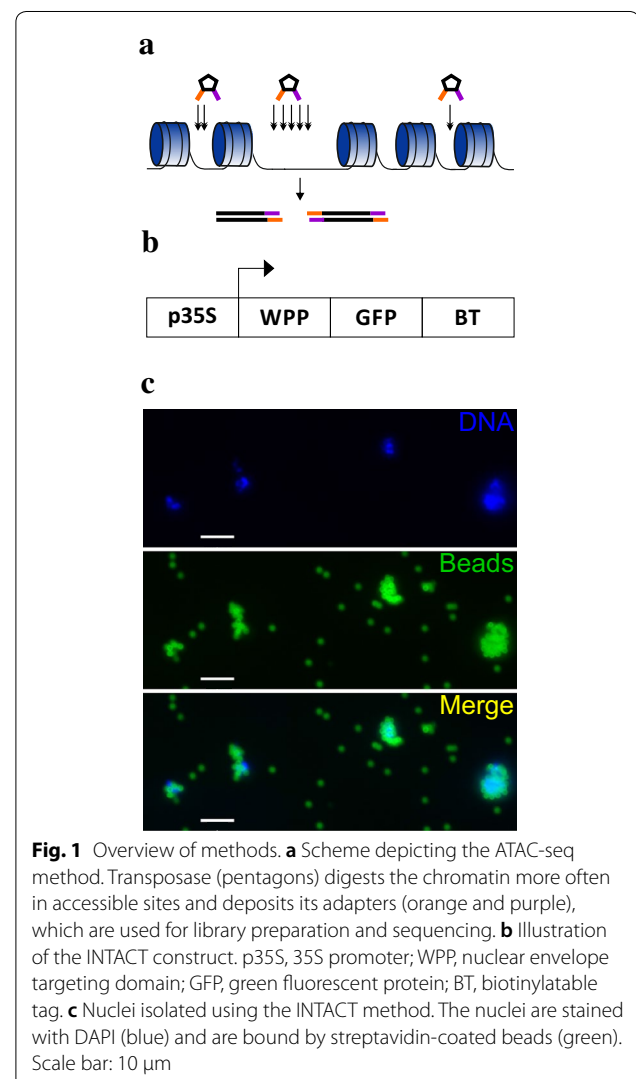 a
b
p35S WPP GFP BT
c
DNA
Beads
Merge
Fig. 1 Overview of methods. a Scheme depicting the ATAC-seq
method. Transposase (pentagons) digests the chromatin more often
in accessible sites and deposits its adapters (orange and purple),
which are used for library preparation and sequencing. b Illustration
of the INTACT construct. p35S, 35S promoter; WPP, nuclear envelope
targeting domain; GFP, green fluorescent protein; BT, biotinylatable
tag. c Nuclei isolated using the INTACT method. The nuclei are stained
with DAPI (blue) and are bound by streptavidin-coated beads (green).
Scale bar: 10 μm